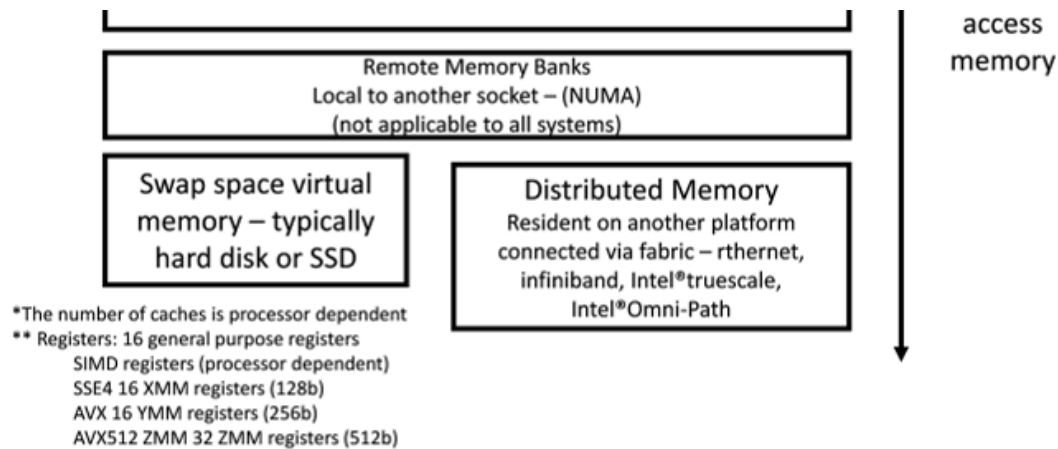 access
memory
Remote Memory Banks
Local to another socket – (NUMA)
(not applicable to all systems)
Swap space virtual
memory – typically
hard disk or SSD
Distributed Memory
Resident on another platform
connected via fabric – rthernet,
infiniband, Intel®truescale,
Intel®Omni-Path
*The number of caches is processor dependent
** Registers: 16 general purpose registers
SIMD registers (processor dependent)
SSE4 16 XMM registers (128b)
AVX 16 YMM registers (256b)
AVX512 ZMM 32 ZMM registers (512b)